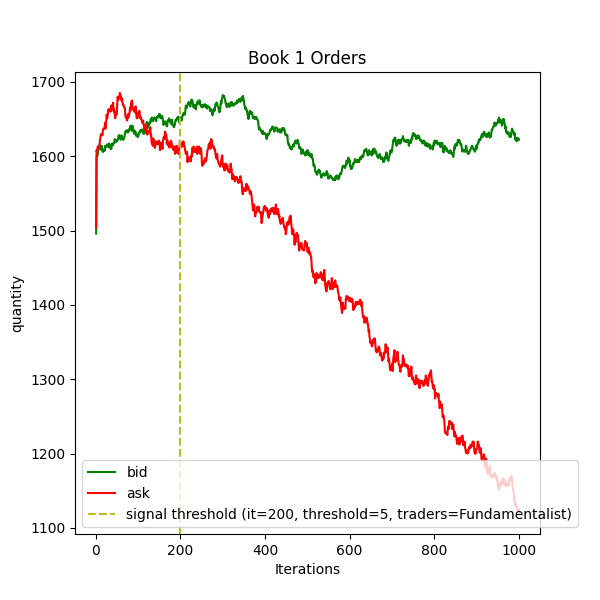 Book 1 Orders
quantity
1700
1600
1500
1400
1300
1200
1100
bid
ask
signal threshold (it=200, threshold=5, traders=Fundamentalist)
0 200 400 600 800 1000
Iterations